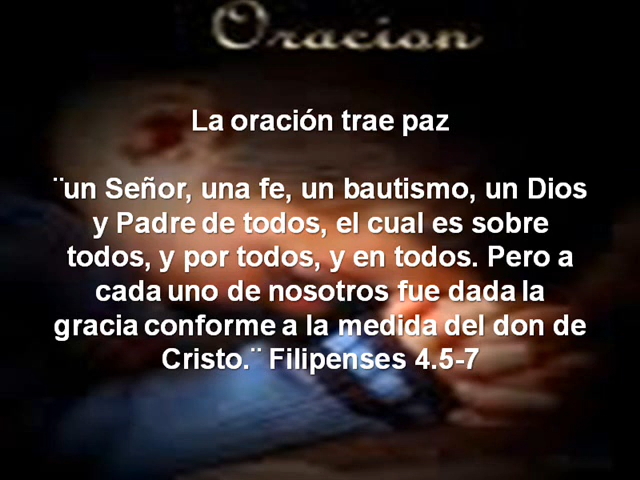 Oracion
La oración trae paz
¨un Señor, una fe, un bautismo, un Dios
y Padre de todos, el cual es sobre
todos, y por todos, y en todos. Pero a
cada uno de nosotros fue dada la
gracia conforme a la medida del don de
Cristo.¨ Filipenses 4.5-7